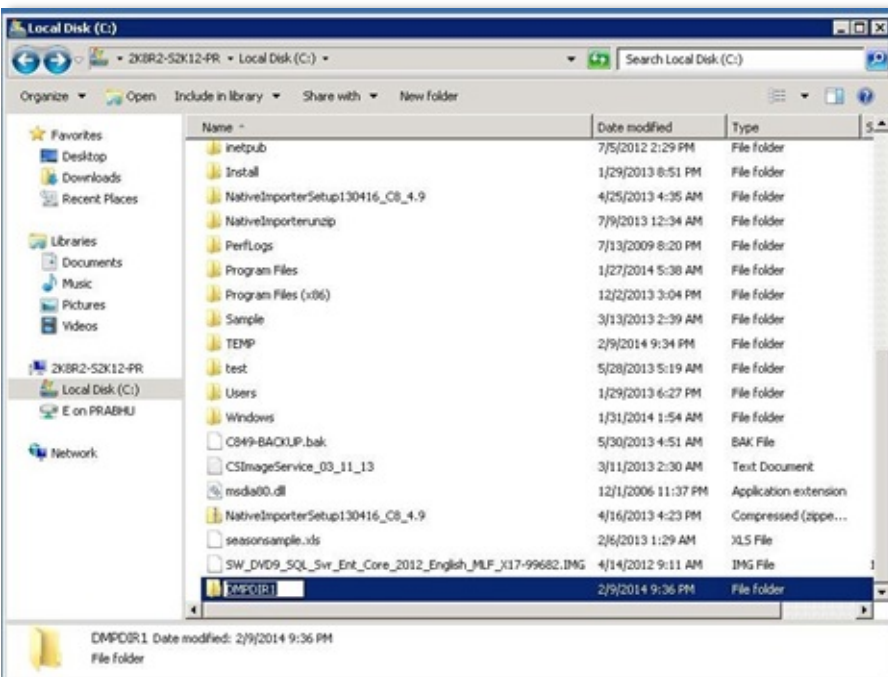 Local Disk (C:)
2K8R2-S2K12-PR Local Disk (C:) Search Local Disk (C:)
Organize Open Include in library Share with New folder
Favorites
Desktop
Downloads
Recent Places
Libraries
Documents
Music
Pictures
Videos
2K8R2-S2K12-PR
Local Disk (C:)
E on PRABHU
Network
Name Date modified Type S
inetpub 7/5/2012 2:29 PM File folder
Install 1/29/2013 8:51 PM File folder
NativeImporterSetup130416_C8_4.9 4/25/2013 4:35 AM File folder
NativeImporterunzip 7/9/2013 12:34 AM File folder
PerfLogs 7/13/2009 8:20 PM File folder
Program Files 1/27/2014 5:38 AM File folder
Program Files (x86) 12/2/2013 3:04 PM File folder
Sample 3/13/2013 2:39 AM File folder
TEMP 2/9/2014 9:34 PM File folder
test 5/28/2013 5:19 AM File folder
Users 1/29/2013 6:27 PM File folder
Windows 1/31/2014 1:54 AM File folder
C849-BACKUP.bak 5/30/2013 4:51 AM BAK File
CSImageService_03_11_13 3/11/2013 2:30 AM Text Document
msdia80.dll 12/1/2006 11:37 PM Application extension
NativeImporterSetup130416_C8_4.9 4/16/2013 4:23 PM Compressed (zippe...
seasonsample.xls 2/6/2013 1:29 AM XLS File
SW_DVD9_SQL_Svr_Ent_Core_2012_English_MLF_X17-99682.IMG 4/14/2012 9:11 AM IMG File 1
DMPDIR1 2/9/2014 9:36 PM File folder
DMPDIR1 Date modified: 2/9/2014 9:36 PM
File folder